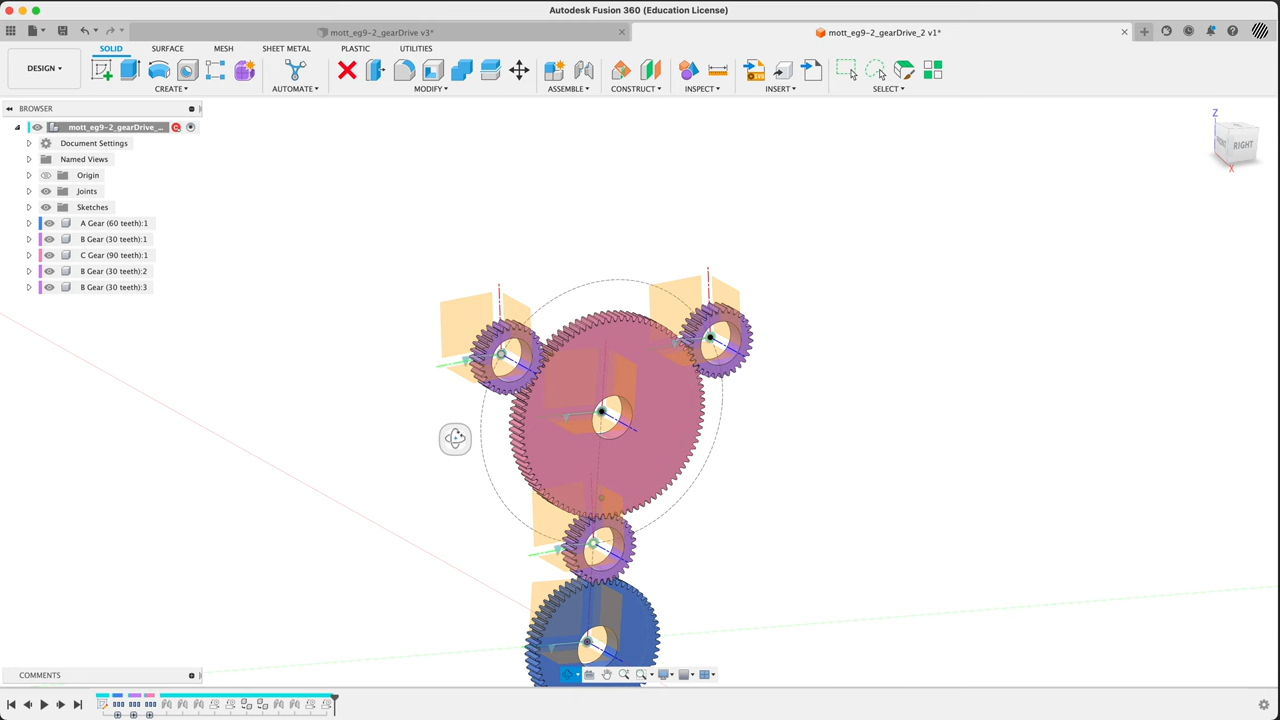 Autodesk Fusion 360 (Education License)
mott_eg9-2_gearDrive v3*
mott_eg9-2_gearDrive_2 v1*
SOLID SURFACE MESH SHEET METAL PLASTIC UTILITIES
DESIGN
CREATE AUTOMATE MODIFY ASSEMBLE CONSTRUCT INSPECT INSERT SELECT
BROWSER
mott_eg9-2_gearDrive_...
Document Settings
Named Views
Origin
Joints
Sketches
A Gear (60 teeth):1
B Gear (30 teeth):1
C Gear (90 teeth):1
B Gear (30 teeth):2
B Gear (30 teeth):3
Z
RIGHT
X
COMMENTS